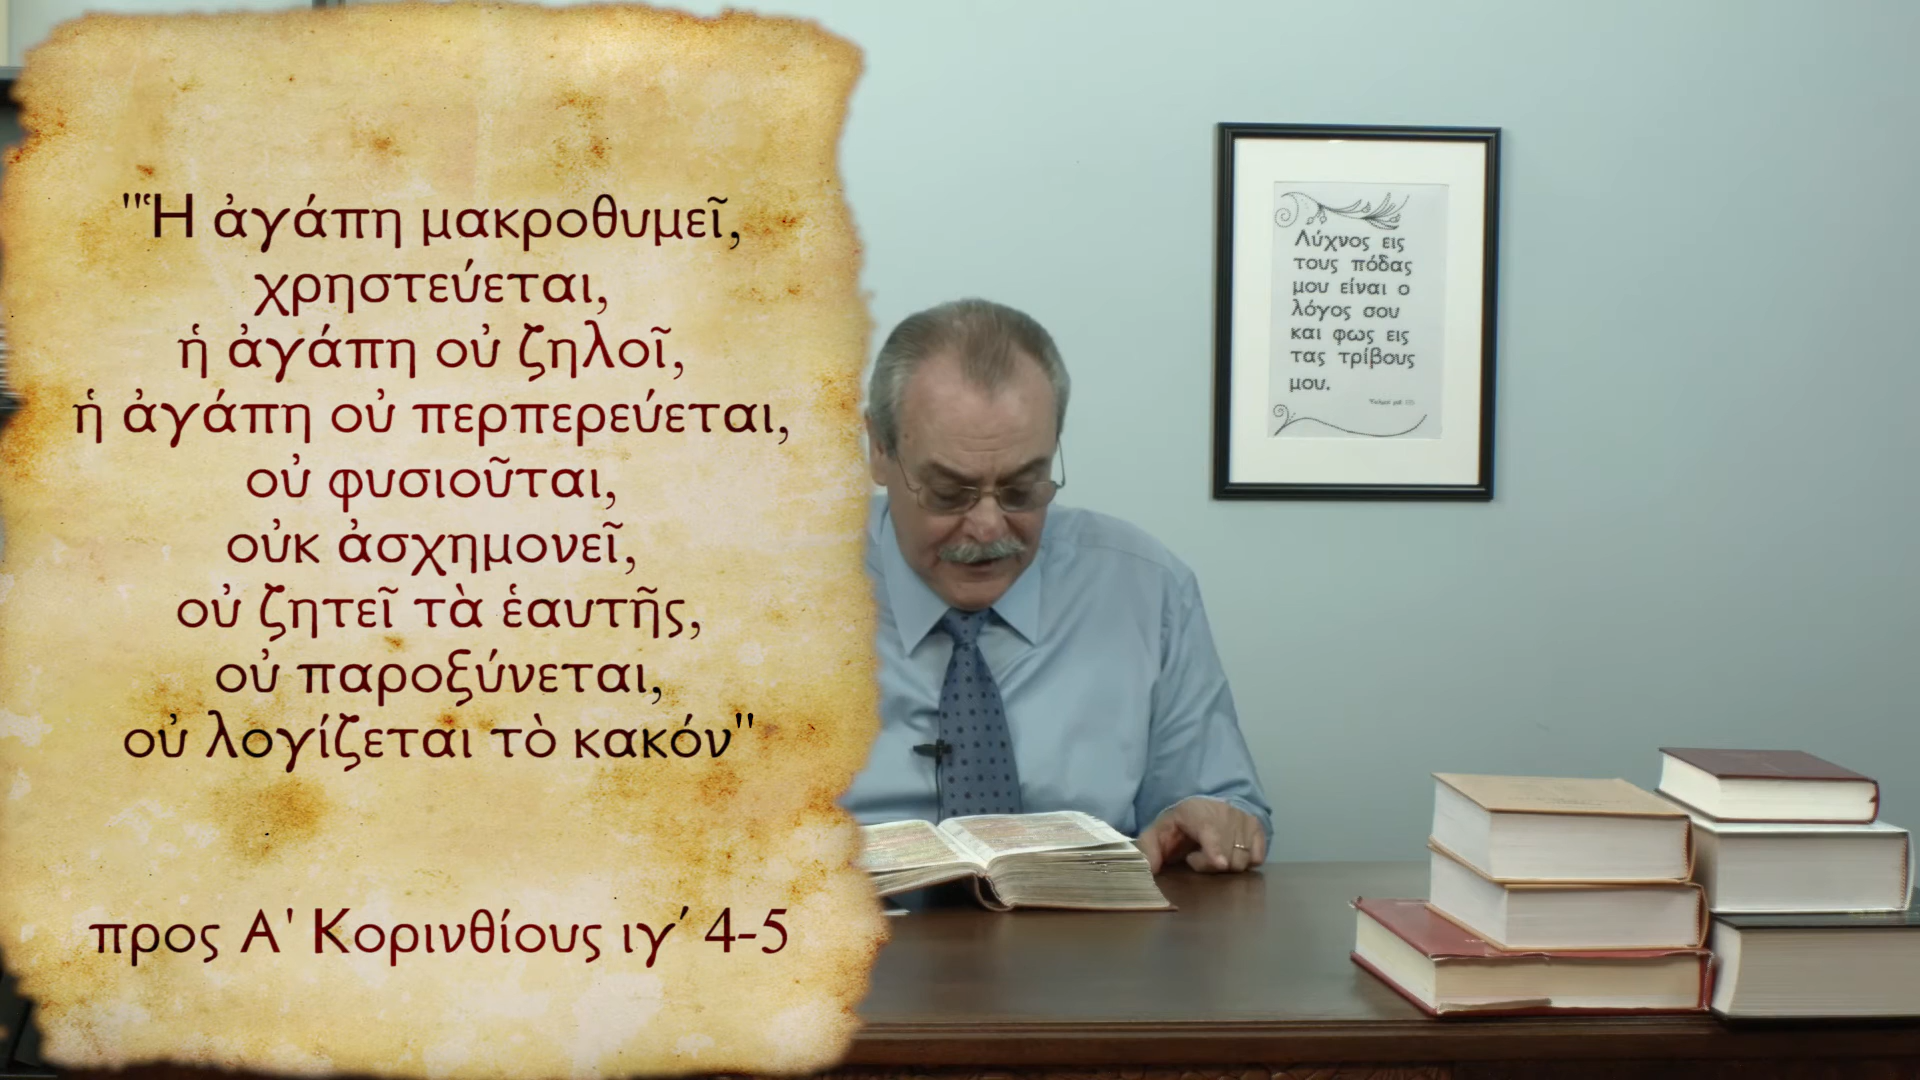 "Ἡ ἀγάπη μακροθυμεῖ,
χρηστεύεται,
ἡ ἀγάπη οὐ ζηλοῖ,
ἡ ἀγάπη οὐ περπερεύεται,
οὐ φυσιοῦται,
οὐκ ἀσχημονεῖ,
οὐ ζητεῖ τὰ ἑαυτῆς,
οὐ παροξύνεται,
οὐ λογίζεται τὸ κακόν"
προς Α' Κορινθίους ιγ΄ 4-5
Λύχνος εις
τους πόδας
μου είναι ο
λόγος σου
και φως εις
τας τρίβους
μου.